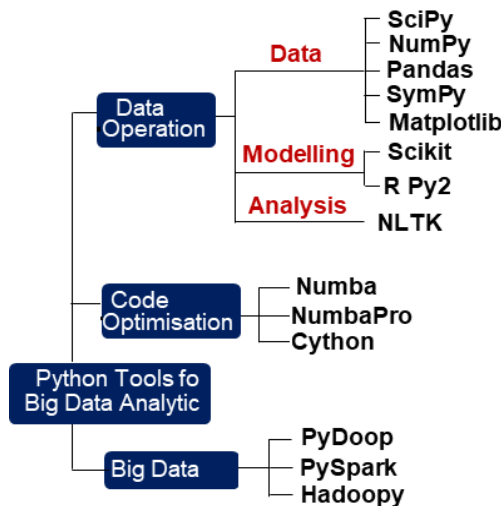 SciPy
NumPy
Data
Pandas
SymPy
Matplotlib
Data
Operation
Modelling
Scikit
R Py2
Analysis
NLTK
Code
Optimisation
Numba
NumbaPro
Cython
Python Tools fo
Big Data Analytic
Big Data
PyDoop
PySpark
Hadoopy